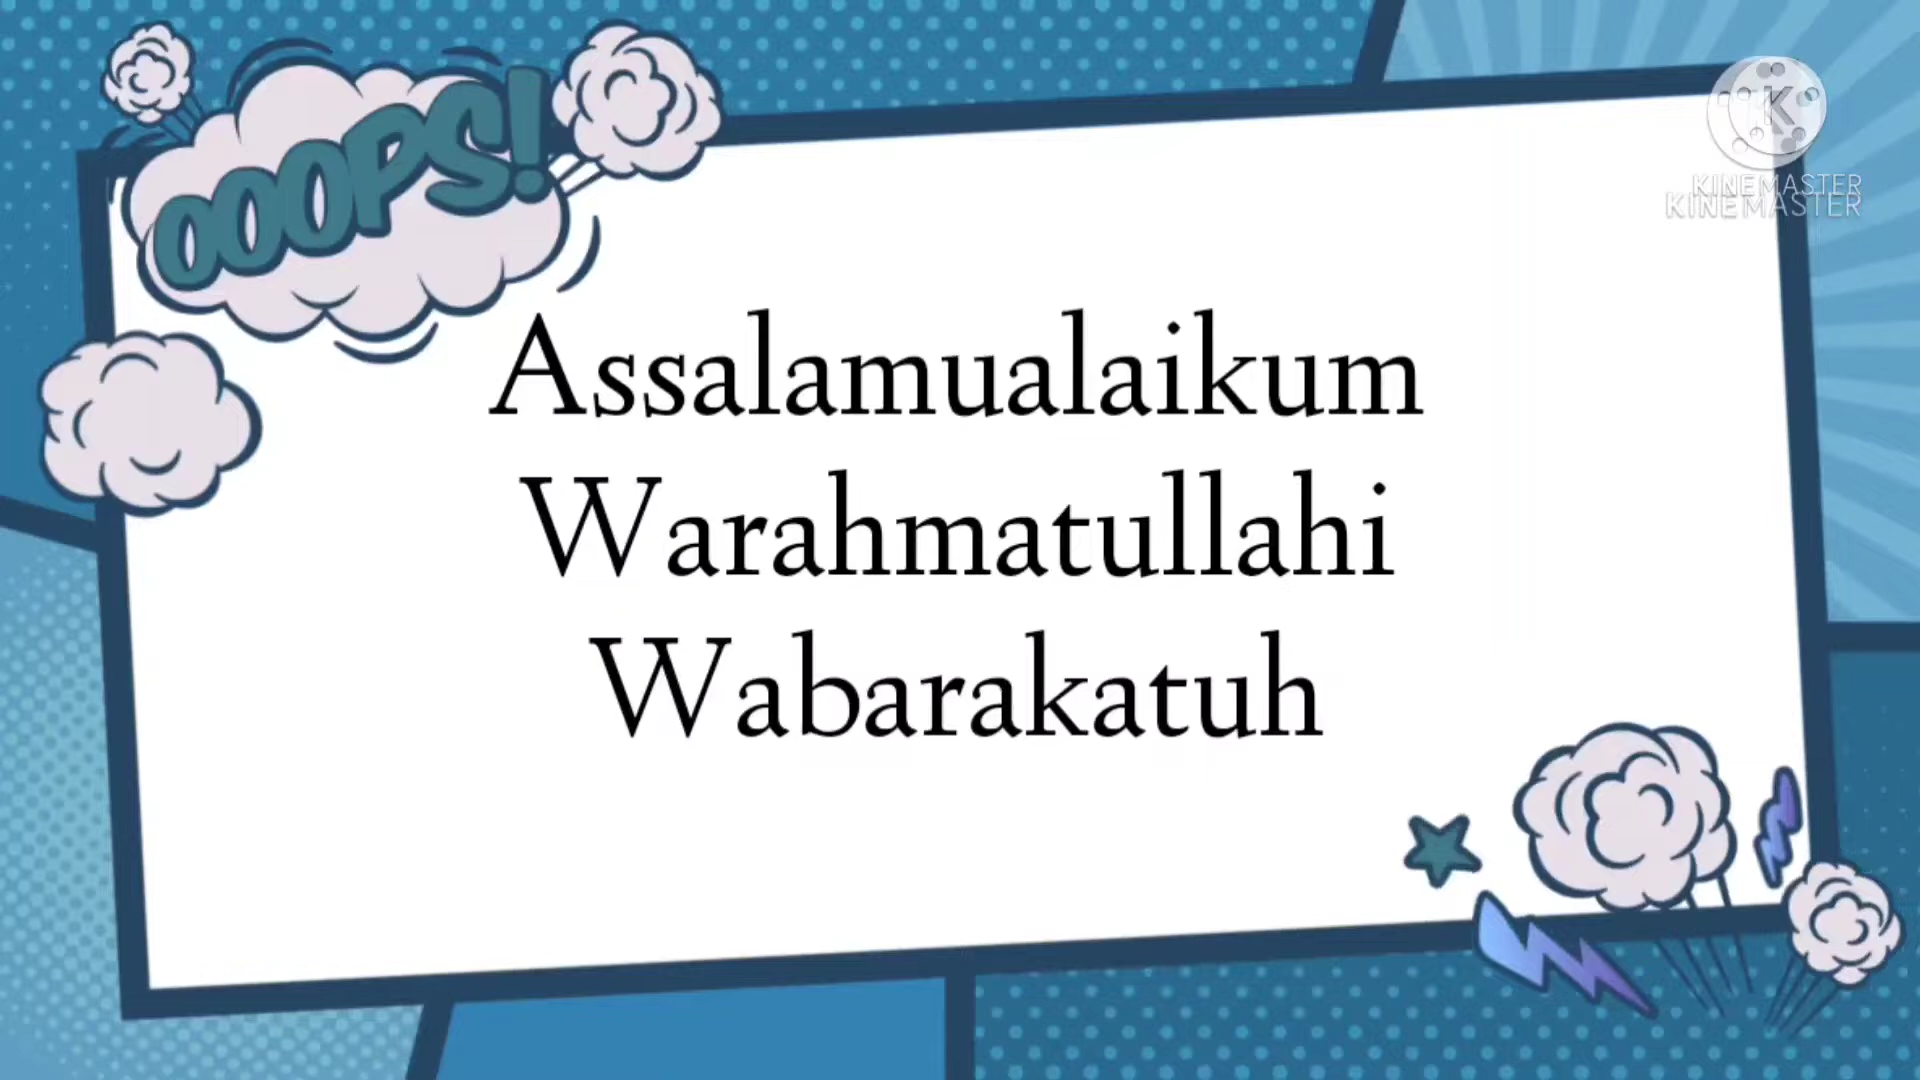 OOOPS!
K
KINEMASTER
KINEMASTER
Assalamualaikum
Warahmatullahi
Wabarakatuh